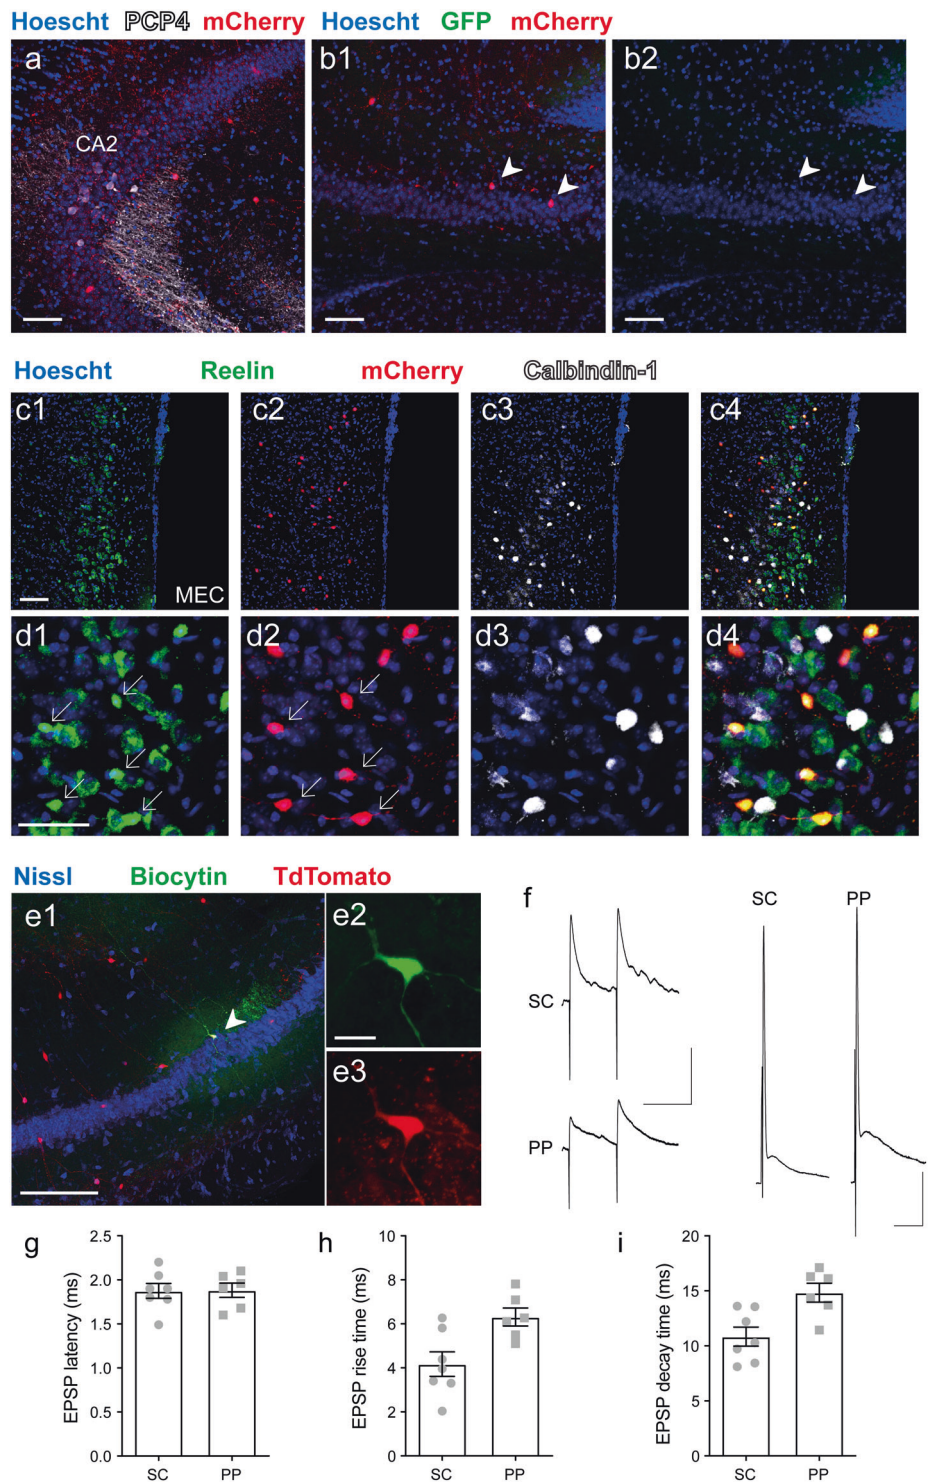 Hoescht PCP4 mCherry
Hoescht GFP mCherry
a
CA2
b1
b2
Hoescht Reelin mCherry Calbindin-1
c1
c2
c3
c4
MEC
d1
d2
d3
d4
Nissl Biocytin TdTomato
e1
e2
e3
f
SC
PP
SC
PP
g
EPSP latency (ms)
2.5
2.0
1.5
1.0
0.5
0.0
SC
PP
h
EPSP rise time (ms)
10
8
6
4
2
0
SC
PP
i
EPSP decay time (ms)
20
15
10
5
0
SC
PP